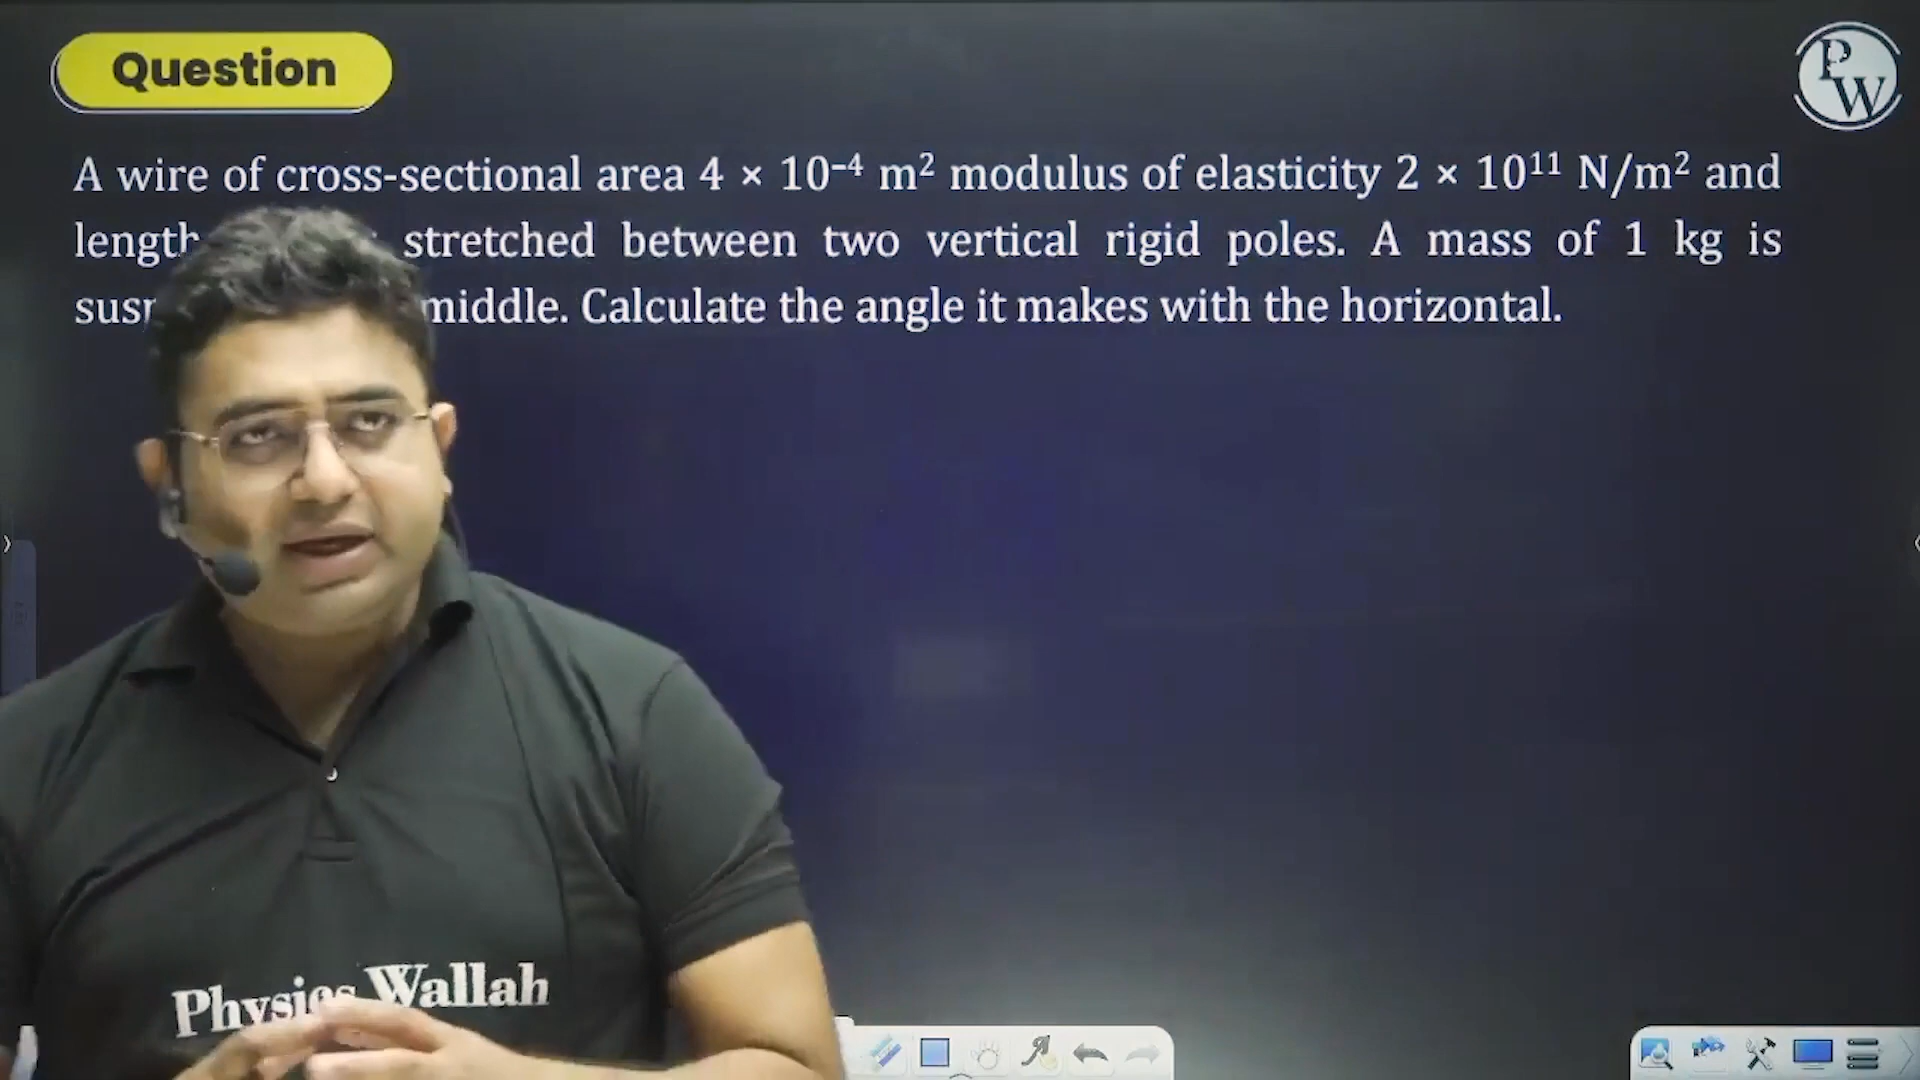 Question
PW
A wire of cross-sectional area 4 × 10⁻⁴ m² modulus of elasticity 2 × 10¹¹ N/m² and
length stretched between two vertical rigid poles. A mass of 1 kg is
middle. Calculate the angle it makes with the horizontal.
Physics Wallah